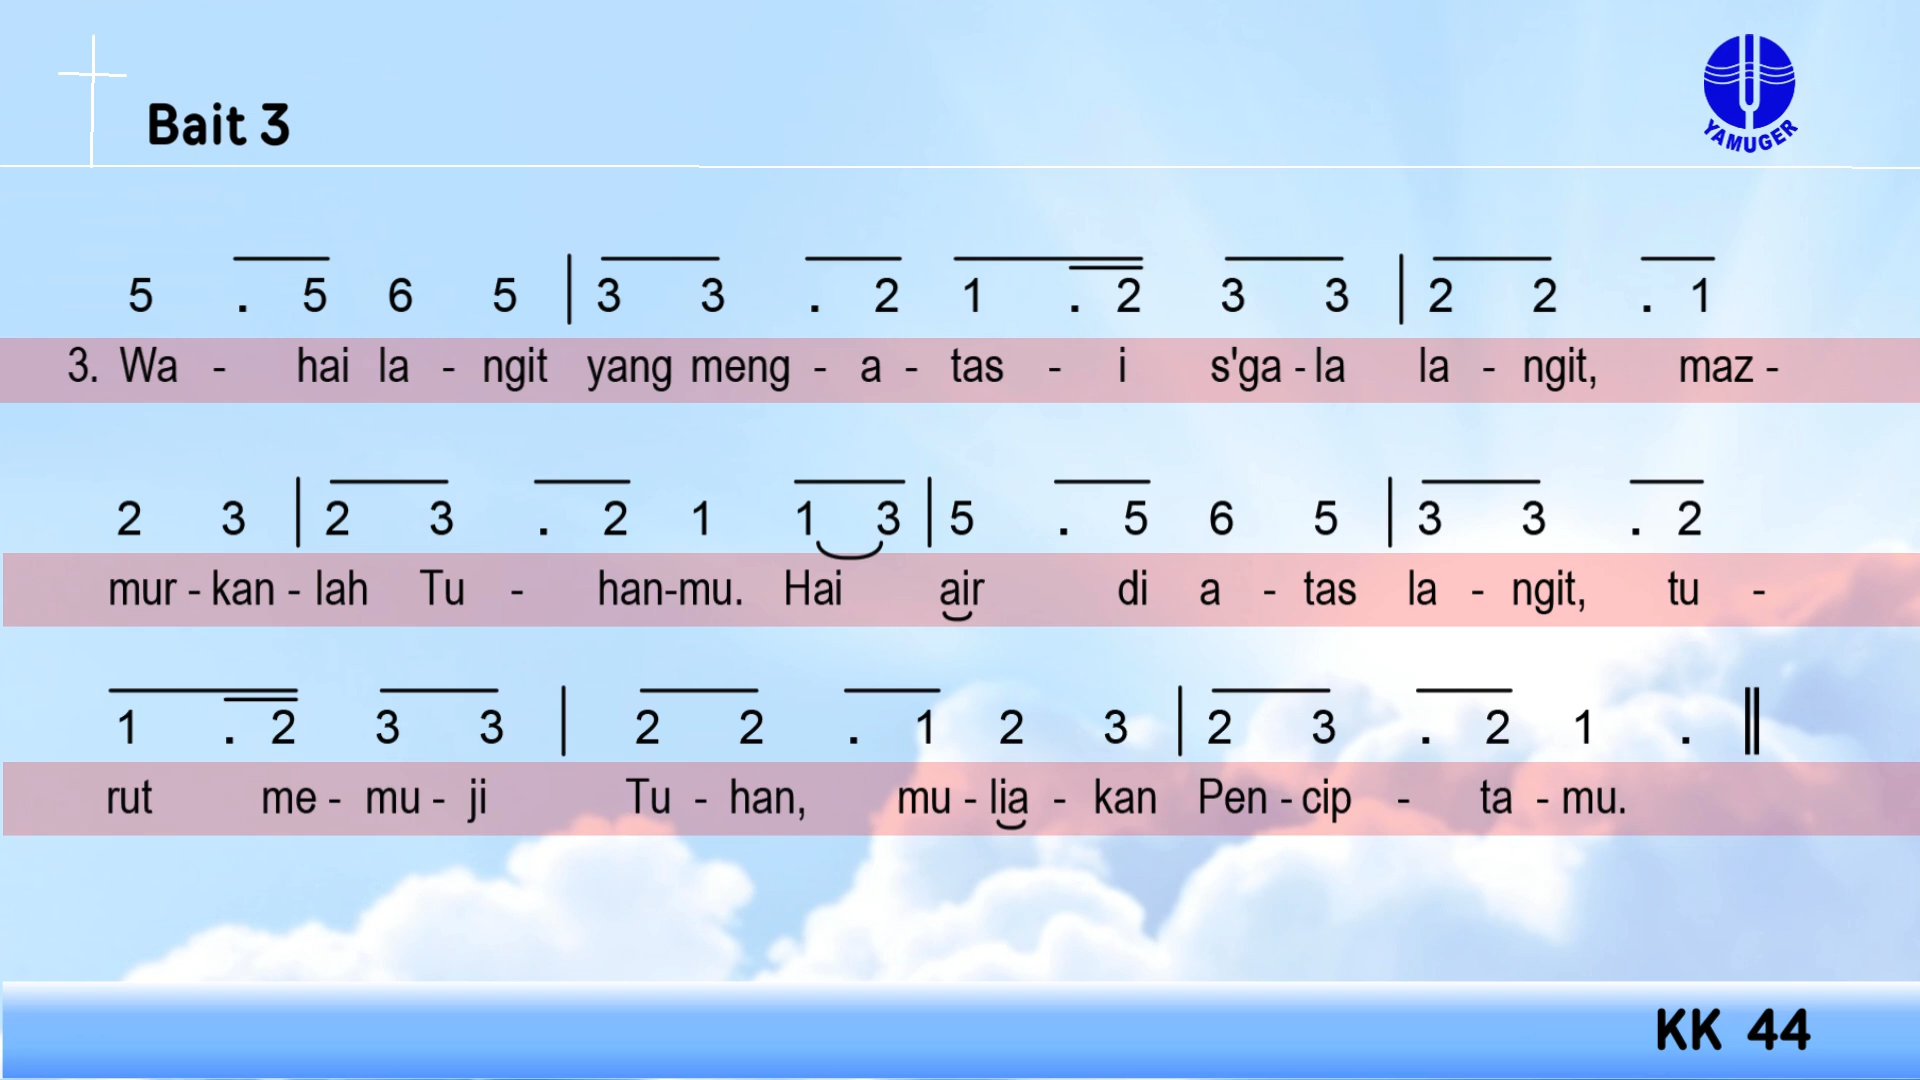 Bait 3
YAMUGER
5 . 5 6 5 | 3 3 . 2 1 . 2 3 3 | 2 2 . 1
3. Wa - hai la - ngit yang meng - a - tas - i s'ga - la la - ngit, maz -
2 3 | 2 3 . 2 1 1 3 | 5 . 5 6 5 | 3 3 . 2
mur - kan - lah Tu - han-mu. Hai air di a - tas la - ngit, tu -
1 . 2 3 3 | 2 2 . 1 2 3 | 2 3 . 2 1 . ||
rut me - mu - ji Tu - han, mu - lia - kan Pen - cip - ta - mu.
KK 44